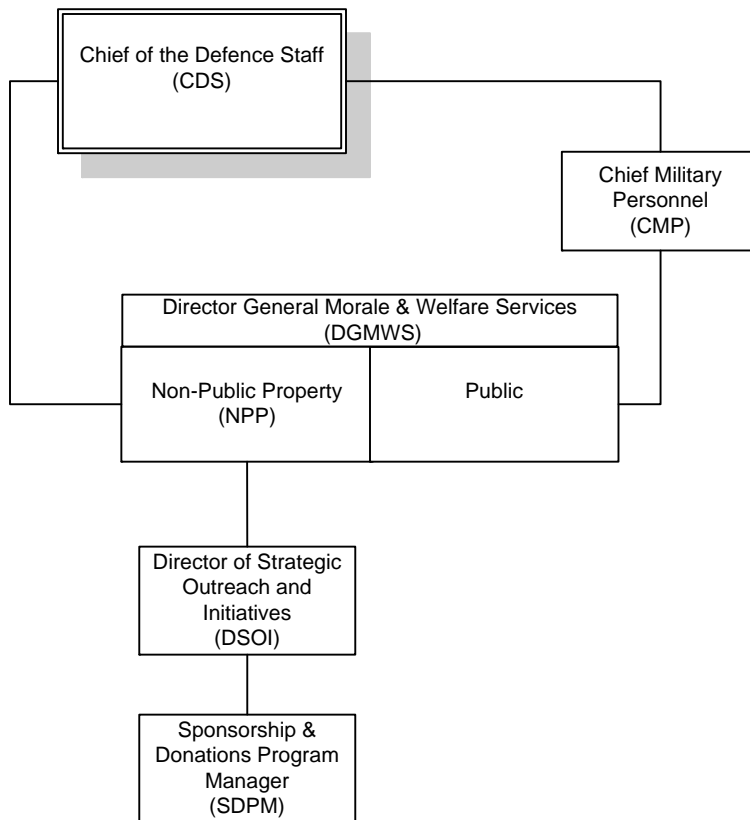 Chief of the Defence Staff
(CDS)
Chief Military
Personnel
(CMP)
Director General Morale & Welfare Services
(DGMWS)
Non-Public Property
(NPP)
Public
Director of Strategic
Outreach and
Initiatives
(DSOI)
Sponsorship &
Donations Program
Manager
(SDPM)